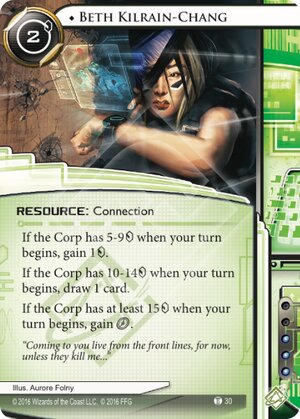 2
♦ Beth Kilrain-Chang
RESOURCE: Connection
If the Corp has 5-9 when your turn
begins, gain 1.
If the Corp has 10-14 when your turn
begins, draw 1 card.
If the Corp has at least 15 when your
turn begins, gain .
"Coming to you live from the front lines, for now,
unless they kill me..."
Illus. Aurore Folny
© 2016 Wizards of the Coast LLC. © 2016 FFG
30